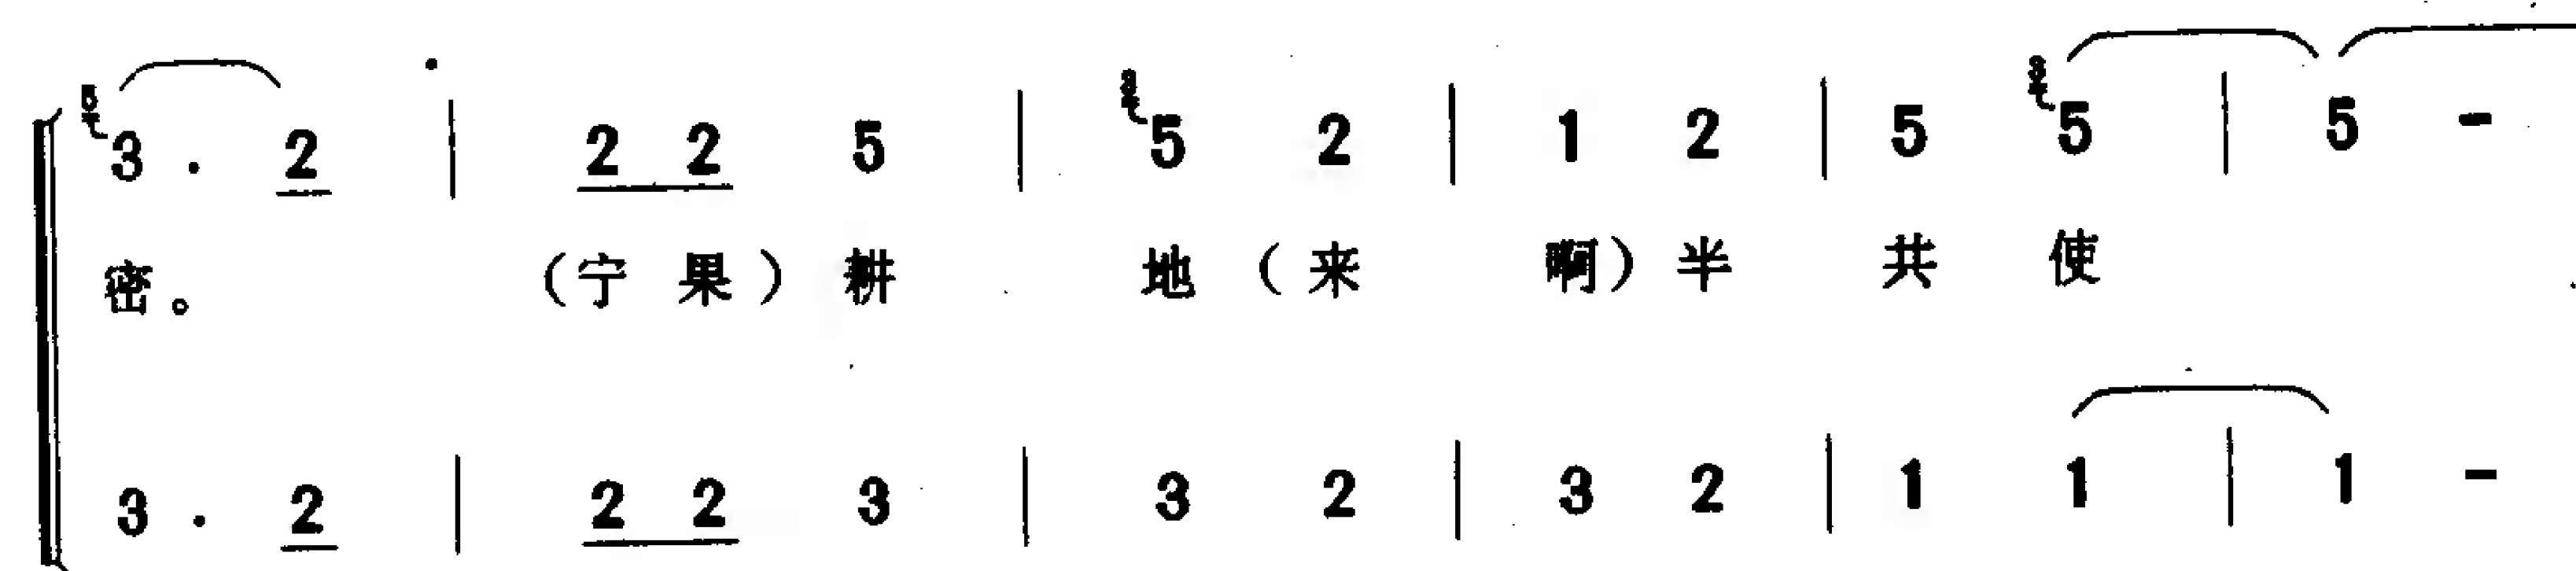 3 . 2 | 2 2 5 | 5 2 | 1 2 | 5 5 | 5 -
密。 （宁 果）耕 地（来 啊）半 共 使
3 . 2 | 2 2 3 | 3 2 | 3 2 | 1 1 | 1 -